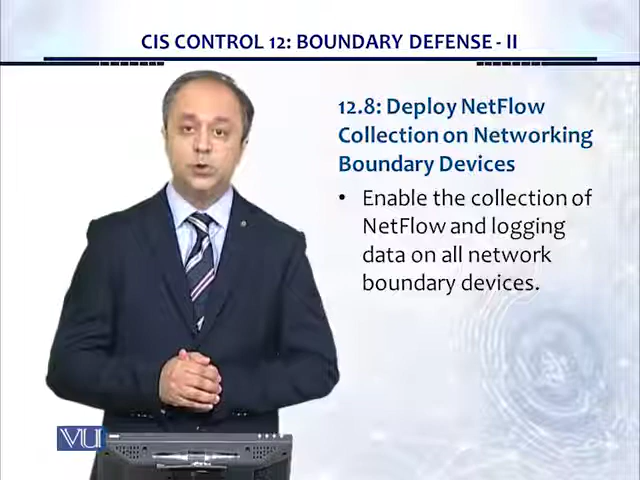 CIS CONTROL 12: BOUNDARY DEFENSE - II
12.8: Deploy NetFlow
Collection on Networking
Boundary Devices
• Enable the collection of
NetFlow and logging
data on all network
boundary devices.
VU